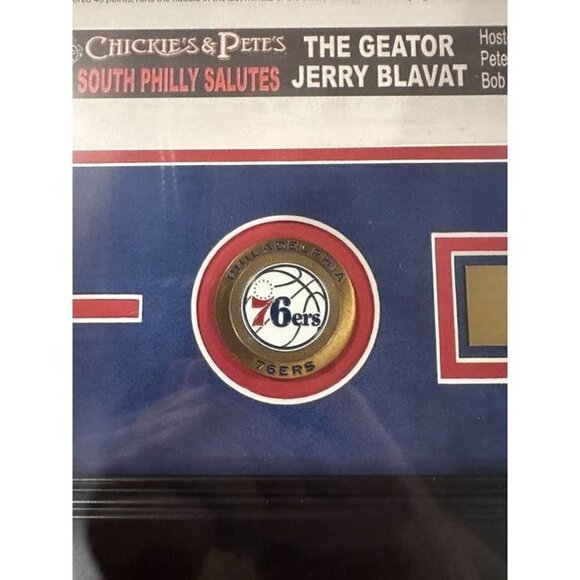 CHICKIE'S & PETE'S
SOUTH PHILLY SALUTES
THE GEATOR
JERRY BLAVAT
Host
Pete
Bob
PHILADELPHIA
76ers
76ERS